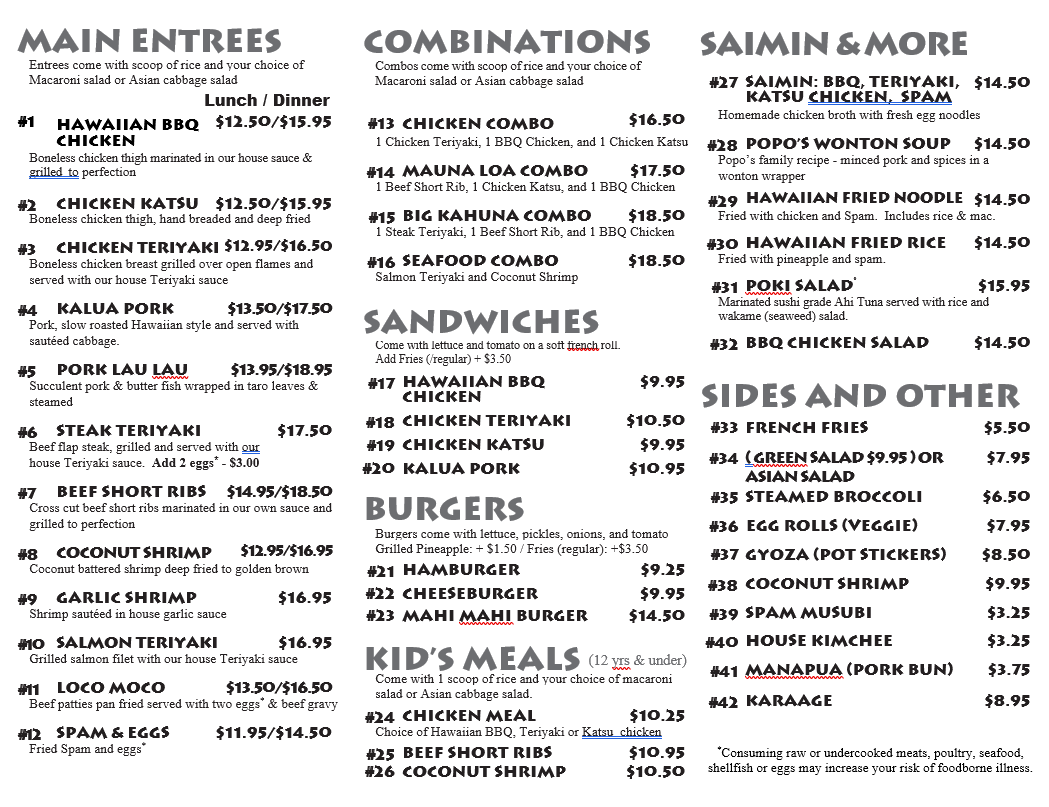 MAIN ENTREES
Entrees come with scoop of rice and your choice of
Macaroni salad or Asian cabbage salad
Lunch / Dinner
#1 HAWAIIAN BBQ $12.50/$15.95
CHICKEN
Boneless chicken thigh marinated in our house sauce &
grilled to perfection
#2 CHICKEN KATSU $12.50/$15.95
Boneless chicken thigh, hand breaded and deep fried
#3 CHICKEN TERIYAKI $12.95/$16.50
Boneless chicken breast grilled over open flames and
served with our house Teriyaki sauce
#4 KALUA PORK $13.50/$17.50
Pork, slow roasted Hawaiian style and served with
sautéed cabbage.
#5 PORK LAU LAU $13.95/$18.95
Succulent pork & butter fish wrapped in taro leaves &
steamed
#6 STEAK TERIYAKI $17.50
Beef flap steak, grilled and served with our
house Teriyaki sauce. Add 2 eggs* - $3.00
#7 BEEF SHORT RIBS $14.95/$18.50
Cross cut beef short ribs marinated in our own sauce and
grilled to perfection
#8 COCONUT SHRIMP $12.95/$16.95
Coconut battered shrimp deep fried to golden brown
#9 GARLIC SHRIMP $16.95
Shrimp sautéed in house garlic sauce
#10 SALMON TERIYAKI $16.95
Grilled salmon filet with our house Teriyaki sauce
#11 LOCO MOCO $13.50/$16.50
Beef patties pan fried served with two eggs* & beef gravy
#12 SPAM & EGGS $11.95/$14.50
Fried Spam and eggs*
COMBINATIONS
Combos come with scoop of rice and your choice of
Macaroni salad or Asian cabbage salad
#13 CHICKEN COMBO $16.50
1 Chicken Teriyaki, 1 BBQ Chicken, and 1 Chicken Katsu
#14 MAUNA LOA COMBO $17.50
1 Beef Short Rib, 1 Chicken Katsu, and 1 BBQ Chicken
#15 BIG KAHUNA COMBO $18.50
1 Steak Teriyaki, 1 Beef Short Rib, and 1 BBQ Chicken
#16 SEAFOOD COMBO $18.50
Salmon Teriyaki and Coconut Shrimp
SANDWICHES
Come with lettuce and tomato on a soft french roll.
Add Fries (/regular) + $3.50
#17 HAWAIIAN BBQ $9.95
CHICKEN
#18 CHICKEN TERIYAKI $10.50
#19 CHICKEN KATSU $9.95
#20 KALUA PORK $10.95
BURGERS
Burgers come with lettuce, pickles, onions, and tomato
Grilled Pineapple: + $1.50 / Fries (regular): +$3.50
#21 HAMBURGER $9.25
#22 CHEESEBURGER $9.95
#23 MAHI MAHI BURGER $14.50
KID'S MEALS (12 yrs & under)
Come with 1 scoop of rice and your choice of macaroni
salad or Asian cabbage salad.
#24 CHICKEN MEAL $10.25
Choice of Hawaiian BBQ, Teriyaki or Katsu chicken
#25 BEEF SHORT RIBS $10.95
#26 COCONUT SHRIMP $10.50
SAIMIN & MORE
#27 SAIMIN: BBQ, TERIYAKI, $14.50
KATSU CHICKEN, SPAM
Homemade chicken broth with fresh egg noodles
#28 POPO'S WONTON SOUP $14.50
Popo's family recipe - minced pork and spices in a
wonton wrapper
#29 HAWAIIAN FRIED NOODLE $14.50
Fried with chicken and Spam. Includes rice & mac.
#30 HAWAIIAN FRIED RICE $14.50
Fried with pineapple and spam.
#31 POKI SALAD* $15.95
Marinated sushi grade Ahi Tuna served with rice and
wakame (seaweed) salad.
#32 BBQ CHICKEN SALAD $14.50
SIDES AND OTHER
#33 FRENCH FRIES $5.50
#34 (GREEN SALAD $9.95) OR $7.95
ASIAN SALAD
#35 STEAMED BROCCOLI $6.50
#36 EGG ROLLS (VEGGIE) $7.95
#37 GYOZA (POT STICKERS) $8.50
#38 COCONUT SHRIMP $9.95
#39 SPAM MUSUBI $3.25
#40 HOUSE KIMCHEE $3.25
#41 MANAPUA (PORK BUN) $3.75
#42 KARAAGE $8.95
*Consuming raw or undercooked meats, poultry, seafood,
shellfish or eggs may increase your risk of foodborne illness.